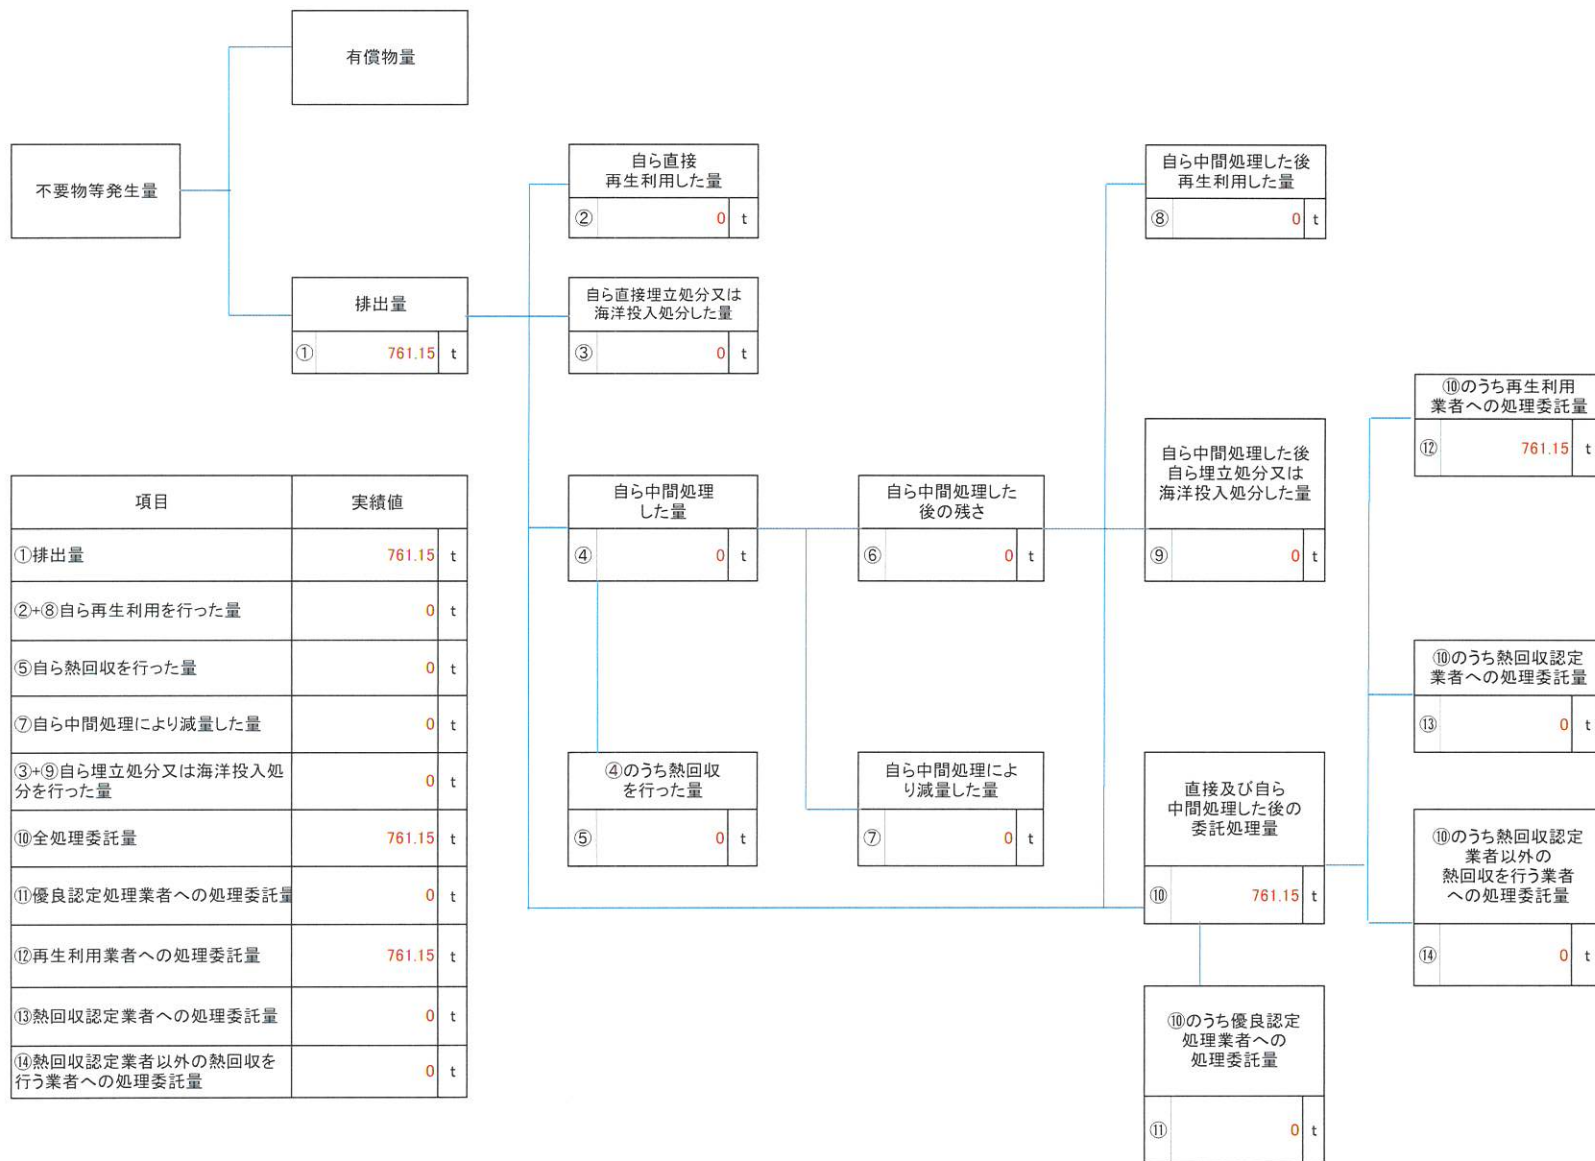 有償物量
不要物等発生量
排出量
① 761.15 t
自ら直接
再生利用した量
② 0 t
自ら直接埋立処分又は
海洋投入処分した量
③ 0 t
自ら中間処理
した量
④ 0 t
④のうち熱回収
を行った量
⑤ 0 t
自ら中間処理した
後の残さ
⑥ 0 t
自ら中間処理によ
り減量した量
⑦ 0 t
自ら中間処理した後
再生利用した量
⑧ 0 t
自ら中間処理した後
自ら埋立処分又は
海洋投入処分した量
⑨ 0 t
直接及び自ら
中間処理した後の
委託処理量
⑩ 761.15 t
⑩のうち優良認定
処理業者への
処理委託量
⑪ 0 t
⑩のうち再生利用
業者への処理委託量
⑫ 761.15 t
⑩のうち熱回収認定
業者への処理委託量
⑬ 0 t
⑩のうち熱回収認定
業者以外の
熱回収を行う業者
への処理委託量
⑭ 0 t
項目 実績値
①排出量 761.15 t
②+⑧自ら再生利用を行った量 0 t
⑤自ら熱回収を行った量 0 t
⑦自ら中間処理により減量した量 0 t
③+⑨自ら埋立処分又は海洋投入処
分を行った量 0 t
⑩全処理委託量 761.15 t
⑪優良認定処理業者への処理委託量 0 t
⑫再生利用業者への処理委託量 761.15 t
⑬熱回収認定業者への処理委託量 0 t
⑭熱回収認定業者以外の熱回収を
行う業者への処理委託量 0 t